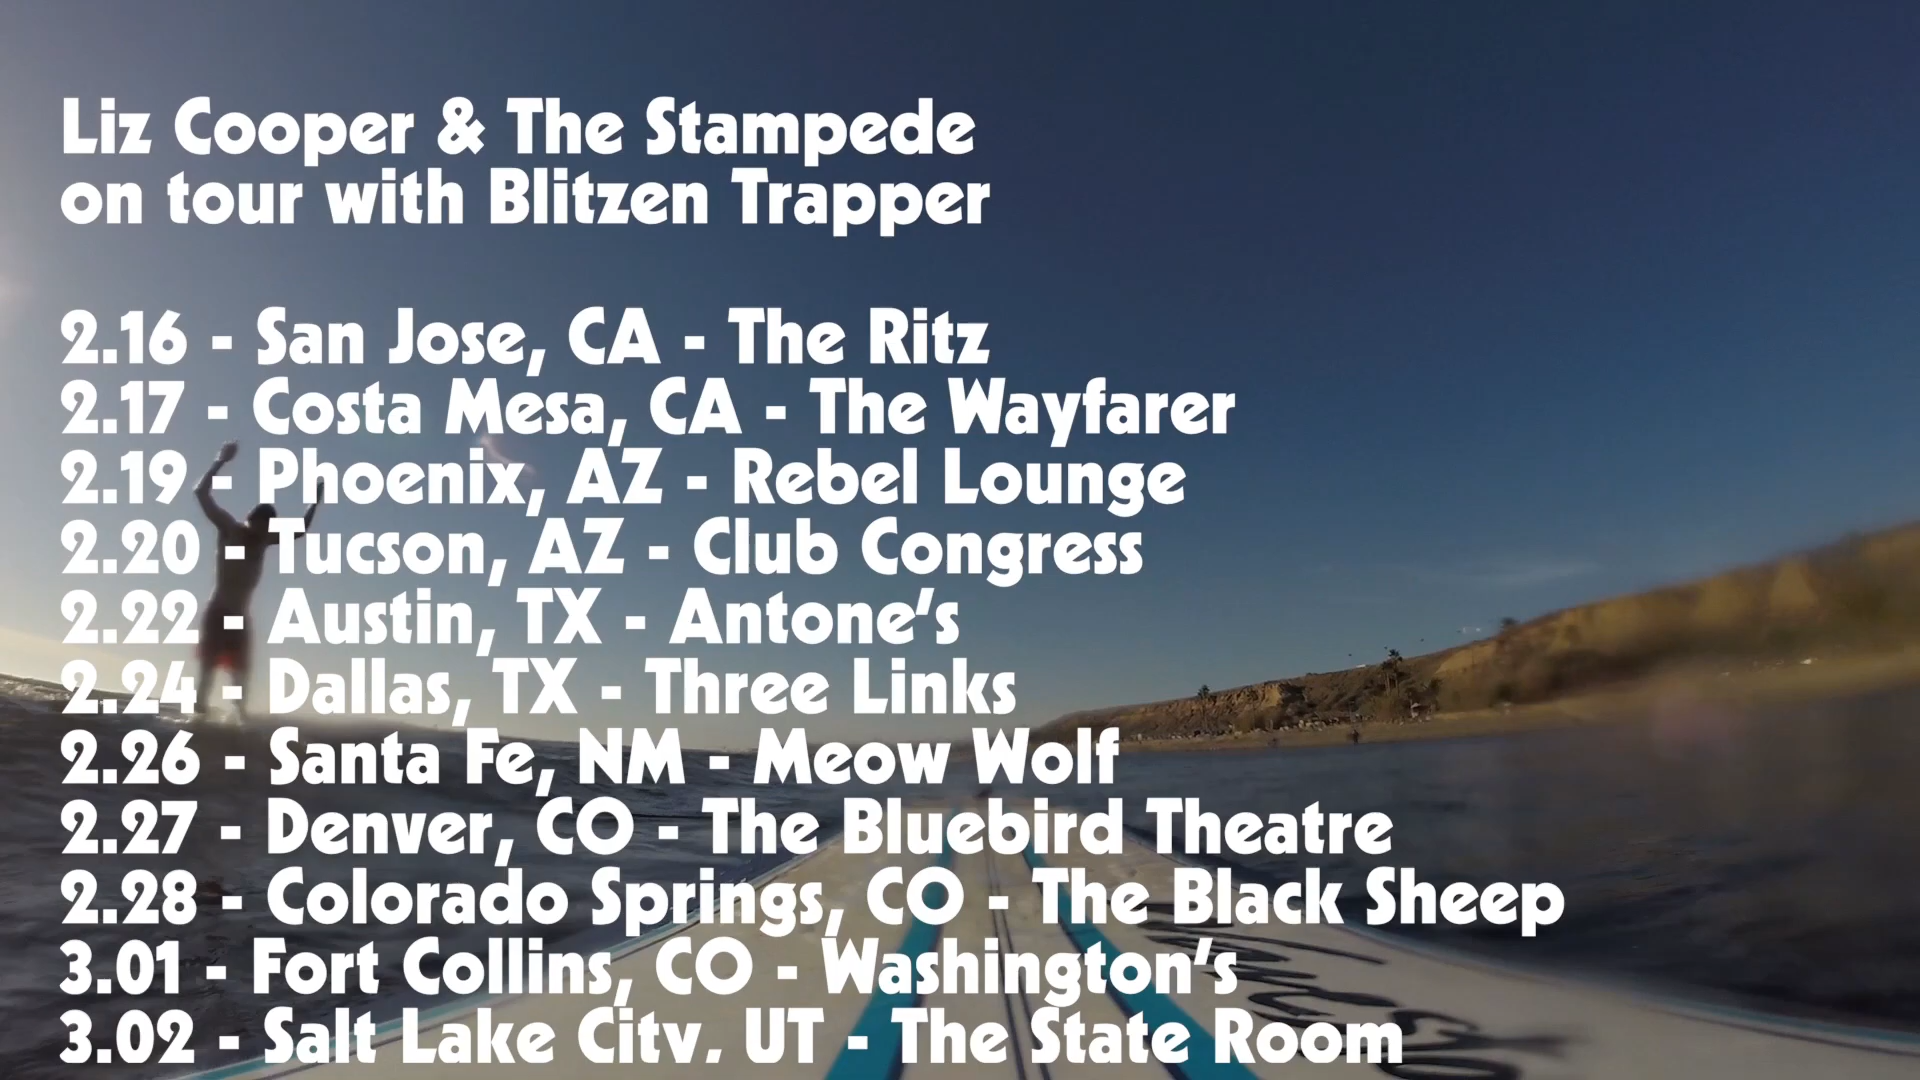 Liz Cooper & The Stampede
on tour with Blitzen Trapper
2.16 - San Jose, CA - The Ritz
2.17 - Costa Mesa, CA - The Wayfarer
2.19 - Phoenix, AZ - Rebel Lounge
2.20 - Tucson, AZ - Club Congress
2.22 - Austin, TX - Antone's
2.24 - Dallas, TX - Three Links
2.26 - Santa Fe, NM - Meow Wolf
2.27 - Denver, CO - The Bluebird Theatre
2.28 - Colorado Springs, CO - The Black Sheep
3.01 - Fort Collins, CO - Washington's
3.02 - Salt Lake City, UT - The State Room